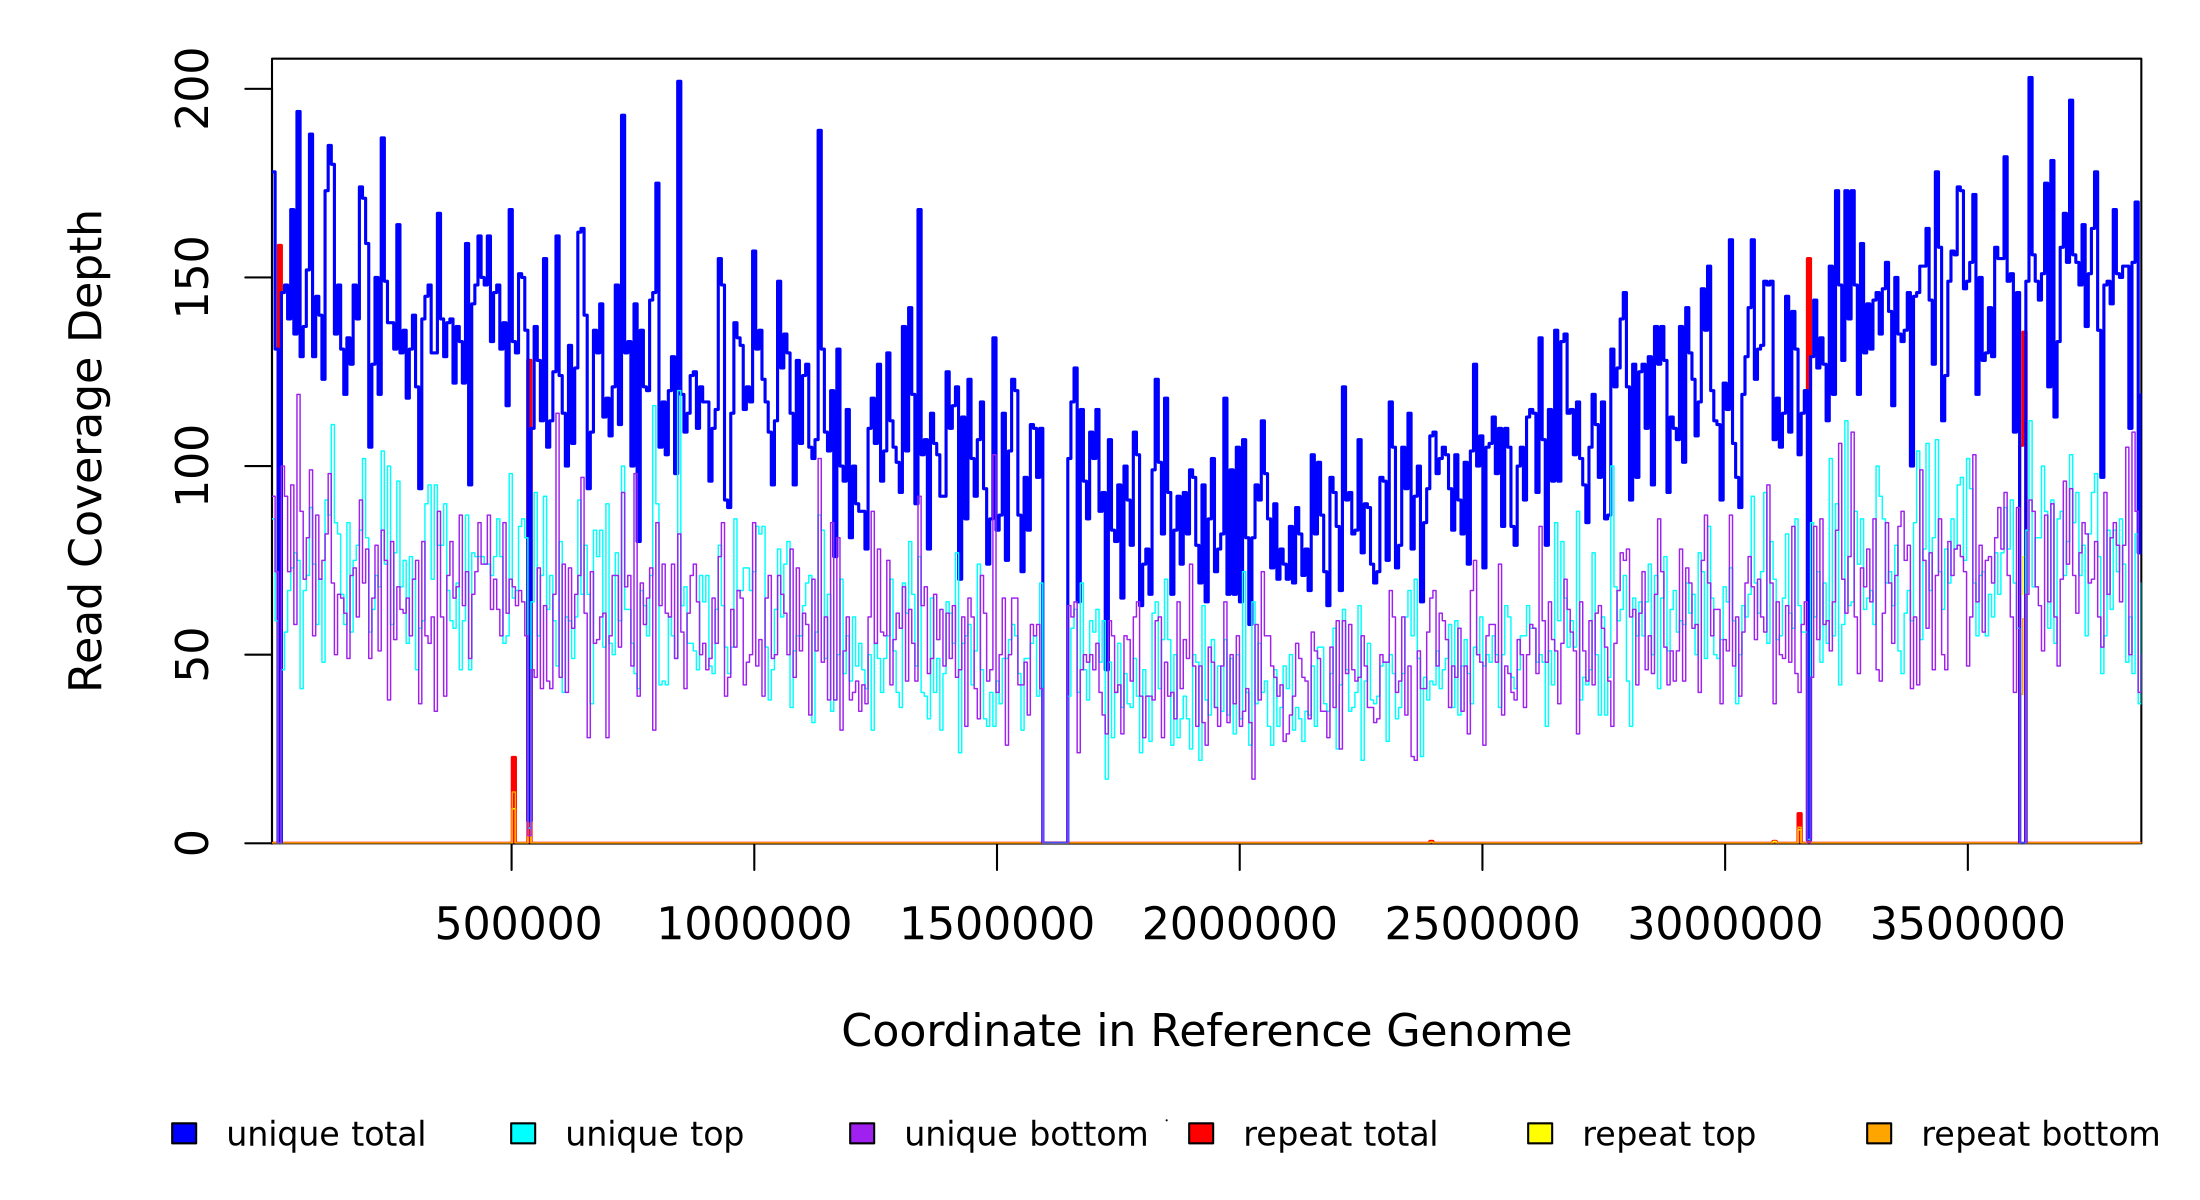 200
150
100
50
0
Read Coverage Depth
500000 1000000 1500000 2000000 2500000 3000000 3500000
Coordinate in Reference Genome
unique total unique top unique bottom repeat total repeat top repeat bottom